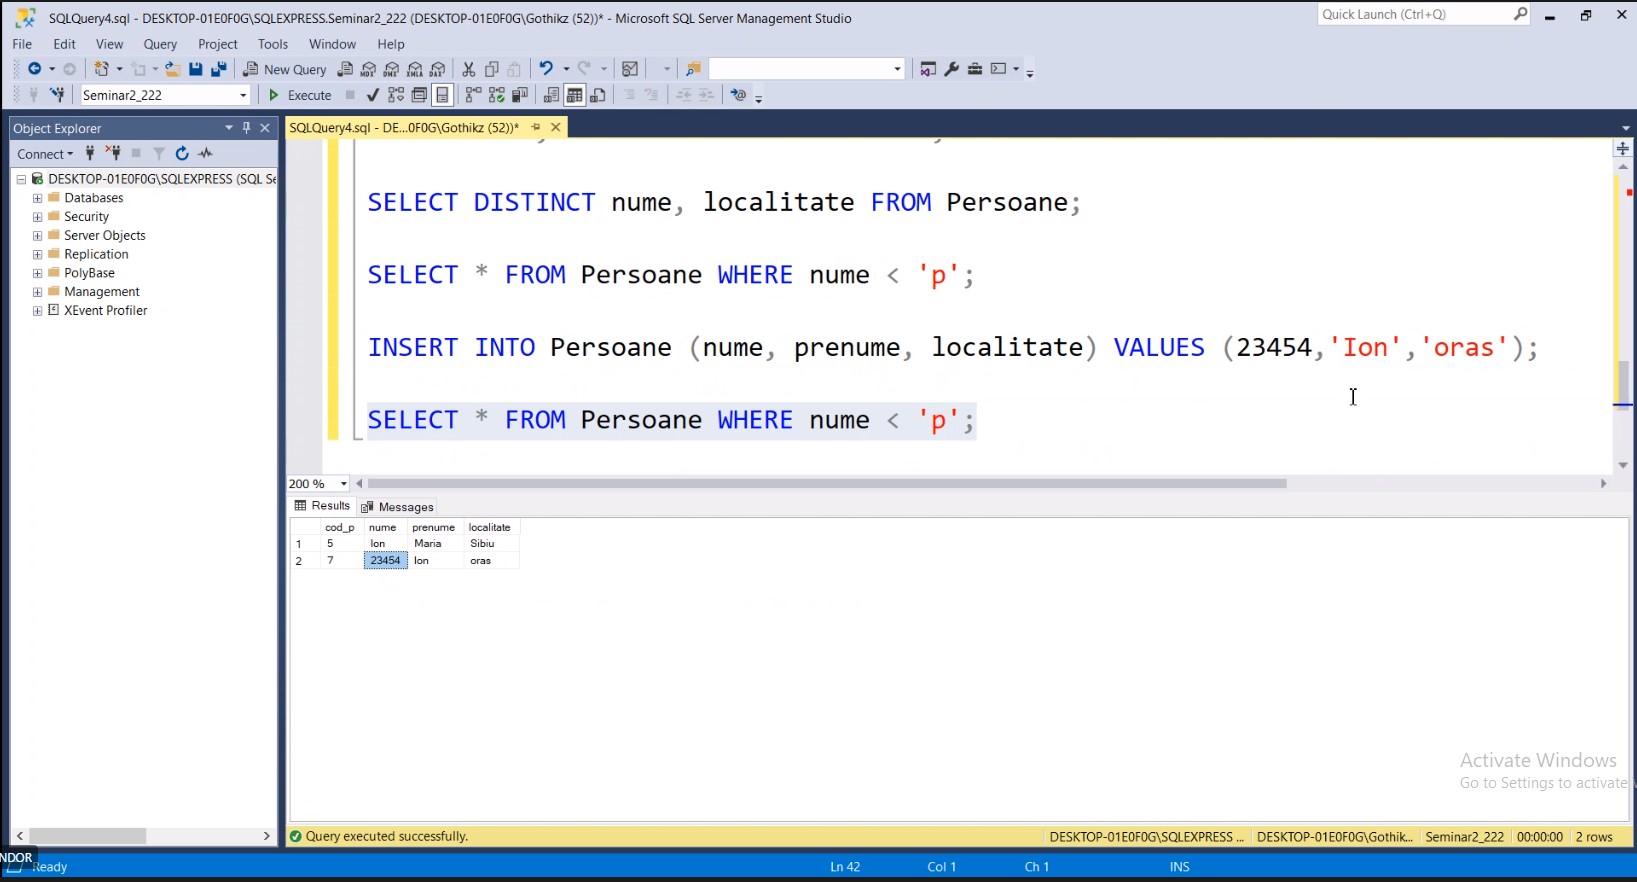 SQLQuery4.sql - DESKTOP-01E0F0G\SQLEXPRESS.Seminar2_222 (DESKTOP-01E0F0G\Gothikz (52))* - Microsoft SQL Server Management Studio
Quick Launch (Ctrl+Q)
File Edit View Query Project Tools Window Help
New Query
Seminar2_222
Execute
Object Explorer
SQLQuery4.sql - DE...0F0G\Gothikz (52))*
Connect
DESKTOP-01E0F0G\SQLEXPRESS (SQL Se
Databases
Security
Server Objects
Replication
PolyBase
Management
XEvent Profiler
SELECT DISTINCT nume, localitate FROM Persoane;
SELECT * FROM Persoane WHERE nume < 'p';
INSERT INTO Persoane (nume, prenume, localitate) VALUES (23454,'Ion','oras');
SELECT * FROM Persoane WHERE nume < 'p';
200 %
Results Messages
cod_p nume prenume localitate
1 5 Ion Maria Sibiu
2 7 23454 Ion oras
Activate Windows
Go to Settings to activate
Query executed successfully.
DESKTOP-01E0F0G\SQLEXPRESS ... DESKTOP-01E0F0G\Gothik... Seminar2_222 00:00:00 2 rows
NDOR
Ready
Ln 42 Col 1 Ch 1 INS